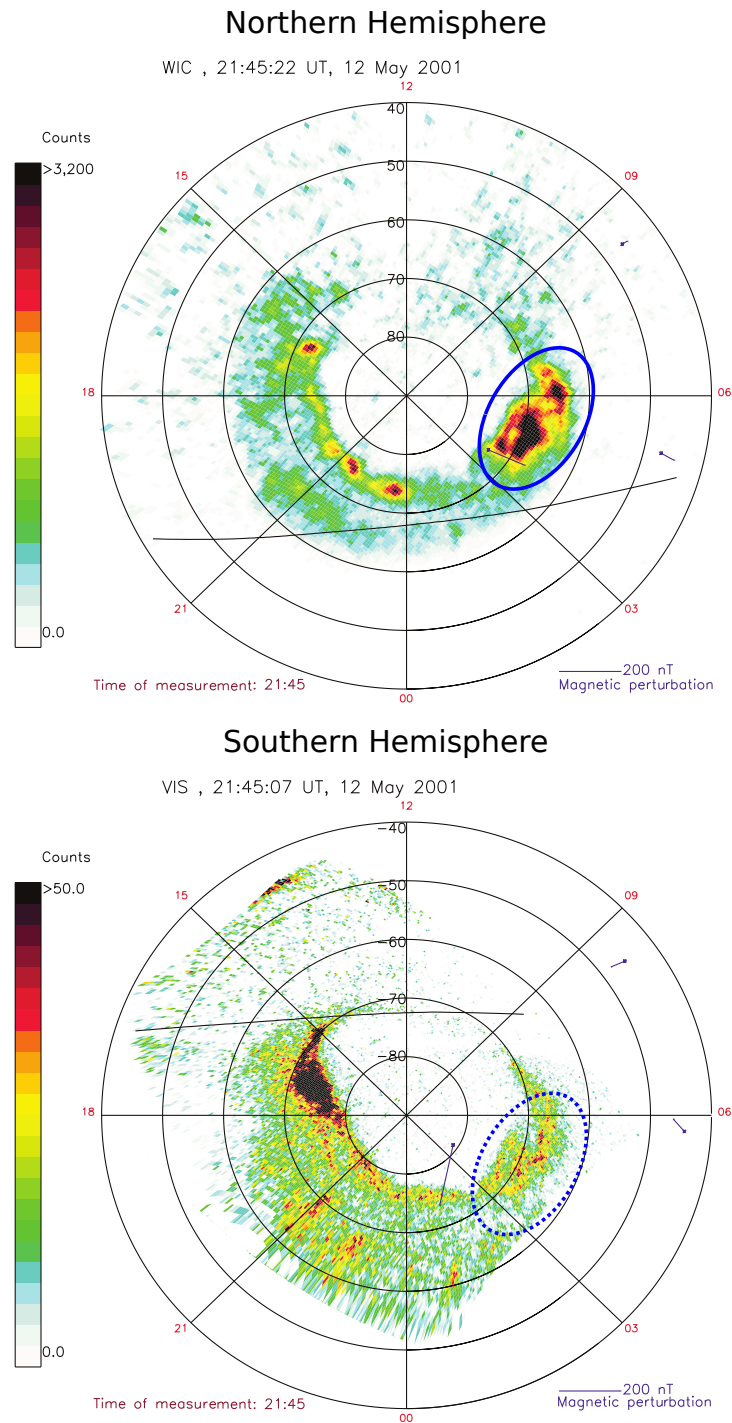 Northern Hemisphere
WIC , 21:45:22 UT, 12 May 2001
12
40
Counts
50
>3,200
15
09
60
70
80
18
06
21
03
0.0
200 nT
Time of measurement: 21:45
Magnetic perturbation
00
Southern Hemisphere
VIS , 21:45:07 UT, 12 May 2001
12
−40
Counts
−50
>50.0
15
09
−60
−70
−80
18
06
21
03
0.0
200 nT
Time of measurement: 21:45
Magnetic perturbation
00